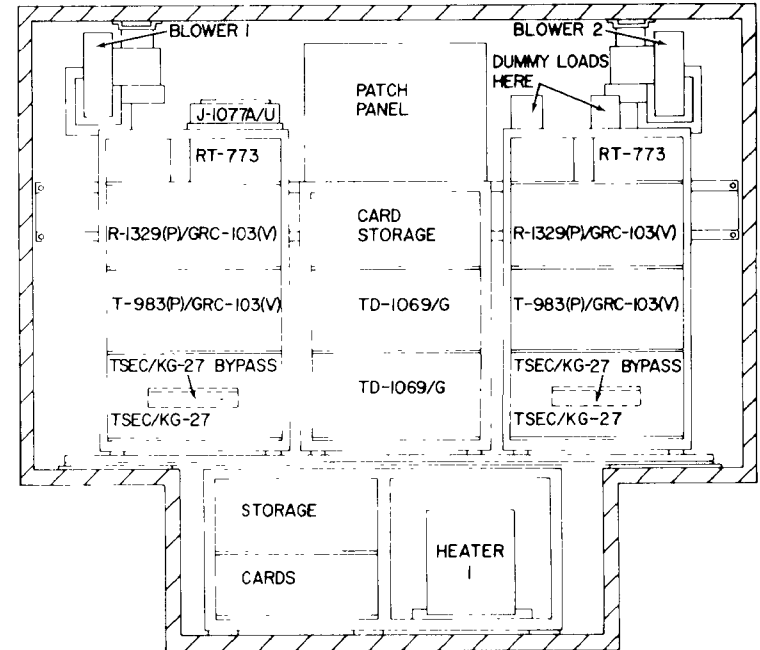 BLOWER 1
BLOWER 2
DUMMY LOADS
HERE
PATCH
PANEL
J-1077A/U
RT-773
RT-773
CARD
STORAGE
R-1329(P)/GRC-103(V)
R-1329(P)/GRC-103(V)
T-983(P)/GRC-103(V)
TD-1069/G
T-983(P)/GRC-103(V)
TSEC/KG-27 BYPASS
TSEC/KG-27
TD-1069/G
TSEC/KG-27 BYPASS
TSEC/KG-27
STORAGE
CARDS
HEATER
1